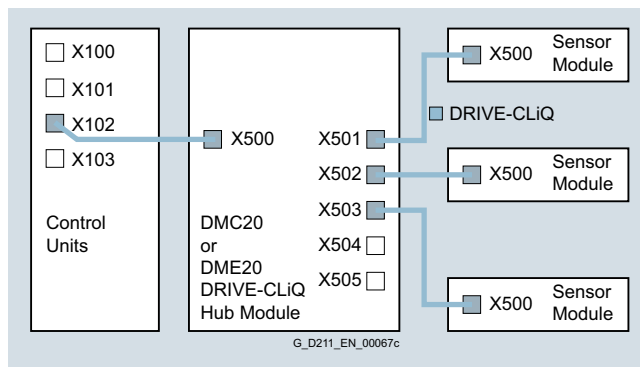 X100
X101
X102
X103
Control
Units
X500
DMC20
or
DME20
DRIVE-CLiQ
Hub Module
X501
X502
X503
X504
X505
X500
Sensor
Module
DRIVE-CLiQ
X500
Sensor
Module
X500
Sensor
Module
G_D211_EN_00067c